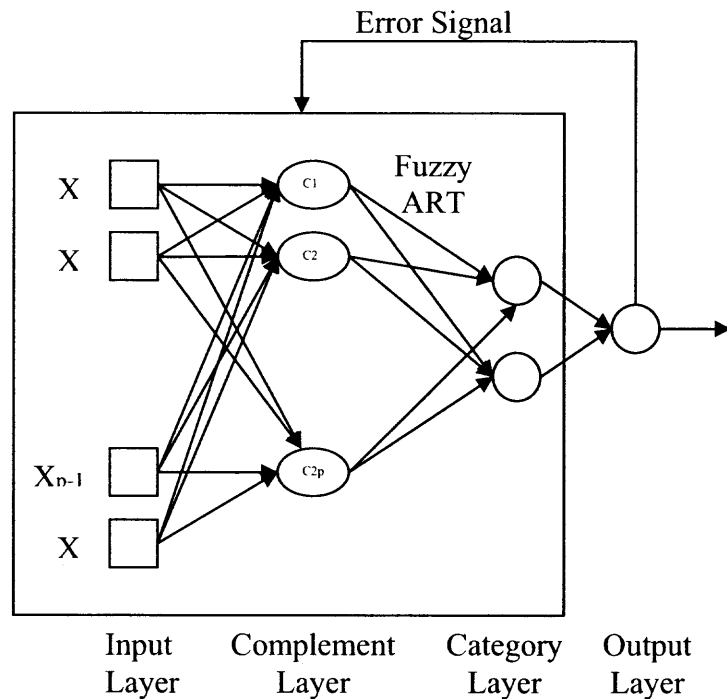 Error Signal
X
C1
Fuzzy
ART
X
C2
Xp-1
C2p
X
Input
Layer
Complement
Layer
Category
Layer
Output
Layer